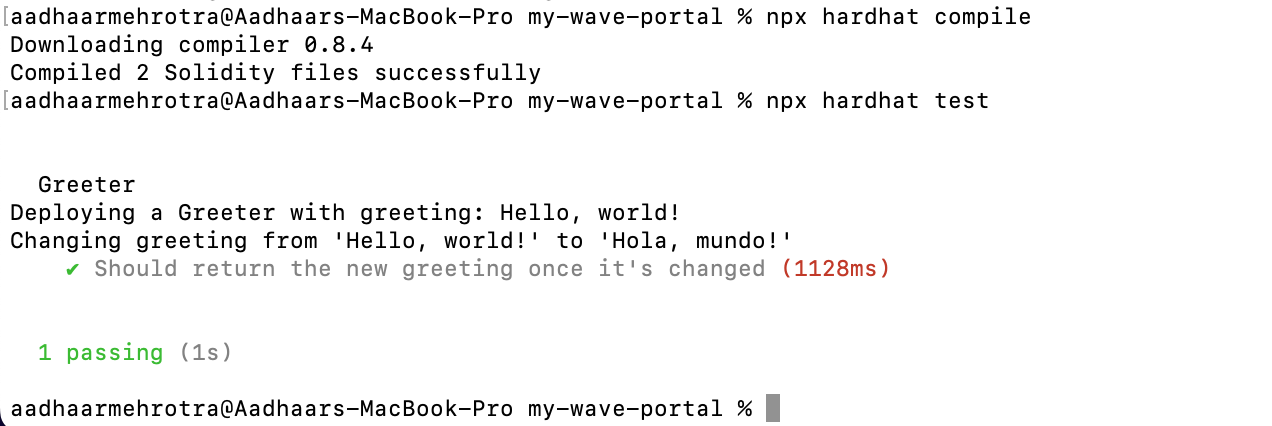 [aadhaarmehrotra@Aadhaars-MacBook-Pro my-wave-portal % npx hardhat compile
Downloading compiler 0.8.4
Compiled 2 Solidity files successfully
[aadhaarmehrotra@Aadhaars-MacBook-Pro my-wave-portal % npx hardhat test
Greeter
Deploying a Greeter with greeting: Hello, world!
Changing greeting from 'Hello, world!' to 'Hola, mundo!'
✔ Should return the new greeting once it's changed (1128ms)
1 passing (1s)
aadhaarmehrotra@Aadhaars-MacBook-Pro my-wave-portal %